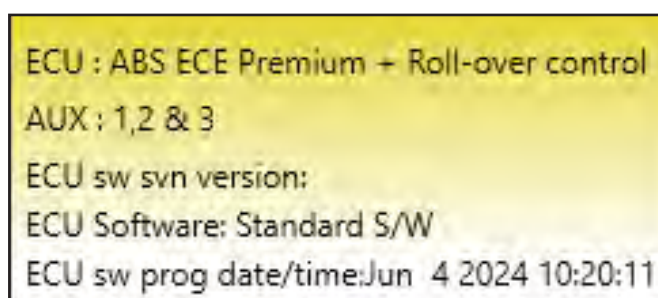 ECU : ABS ECE Premium + Roll-over control
AUX : 1,2 & 3
ECU sw svn version:
ECU Software: Standard S/W
ECU sw prog date/time:Jun  4 2024 10:20:11